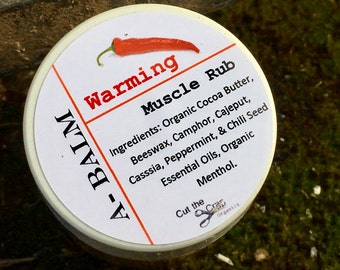 A- BALM
Warming
Muscle Rub
Ingredients: Organic Cocoa Butter,
Beeswax, Camphor, Cajeput,
Casssia, Peppermint, & Chili Seed
Essential Oils, Organic
Menthol.
Cut the
Crap
Organics